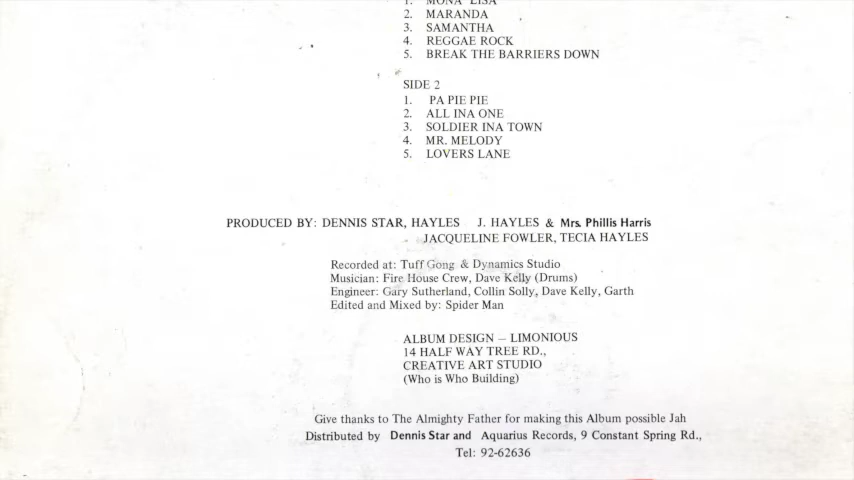 1. MONA LISA
2. MARANDA
3. SAMANTHA
4. REGGAE ROCK
5. BREAK THE BARRIERS DOWN
SIDE 2
1. PA PIE PIE
2. ALL INA ONE
3. SOLDIER INA TOWN
4. MR. MELODY
5. LOVERS LANE
PRODUCED BY: DENNIS STAR, HAYLES J. HAYLES & Mrs. Phillis Harris
JACQUELINE FOWLER, TECIA HAYLES
Recorded at: Tuff Gong & Dynamics Studio
Musician: Fire House Crew, Dave Kelly (Drums)
Engineer: Gary Sutherland, Collin Solly, Dave Kelly, Garth
Edited and Mixed by: Spider Man
ALBUM DESIGN – LIMONIOUS
14 HALF WAY TREE RD.,
CREATIVE ART STUDIO
(Who is Who Building)
Give thanks to The Almighty Father for making this Album possible Jah
Distributed by Dennis Star and Aquarius Records, 9 Constant Spring Rd.,
Tel: 92-62636